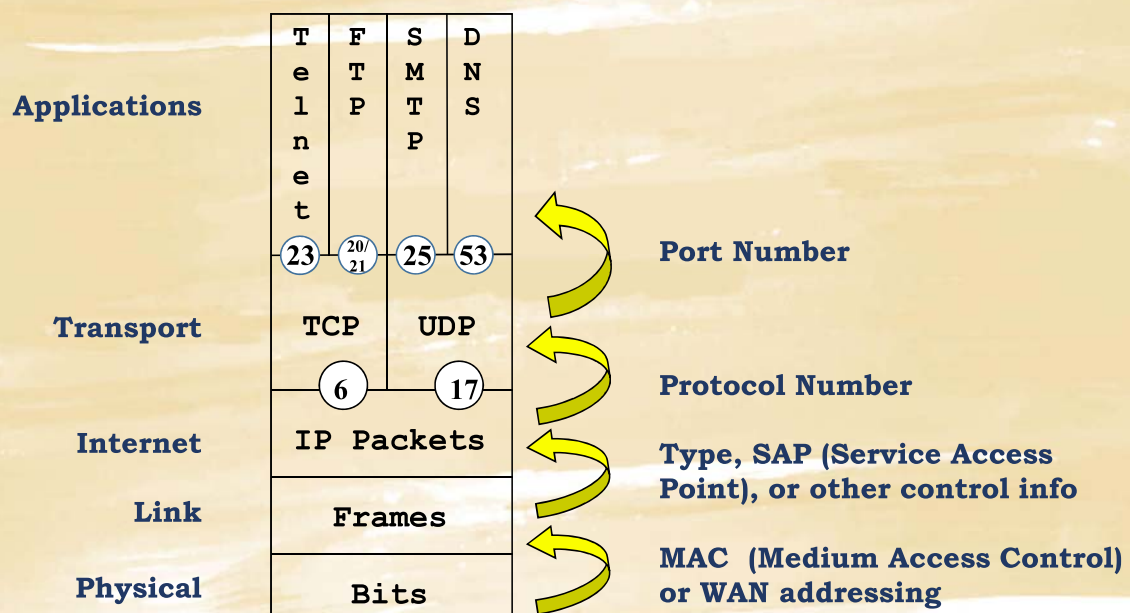 Telnet
FTP
SMTP
DNS
Applications
23
20/
21
25
53
Port Number
Transport
TCP
UDP
6
17
Protocol Number
Internet
IP Packets
Type, SAP (Service Access
Point), or other control info
Link
Frames
MAC (Medium Access Control)
or WAN addressing
Physical
Bits